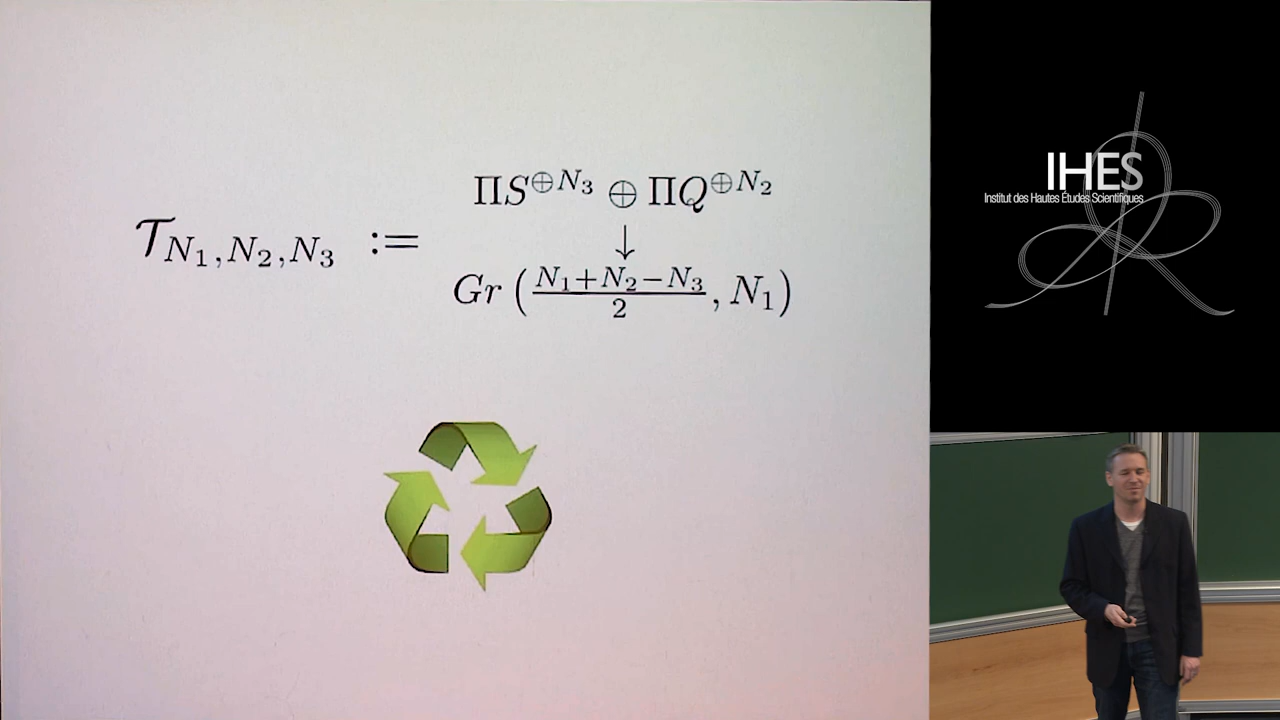 ΠS^{⊕N_3} ⊕ ΠQ^{⊕N_2}
𝒯_{N_1,N_2,N_3} := ↓
Gr(\frac{N_1+N_2−N_3}{2}, N_1)
IHES
Institut des Hautes Études Scientifiques